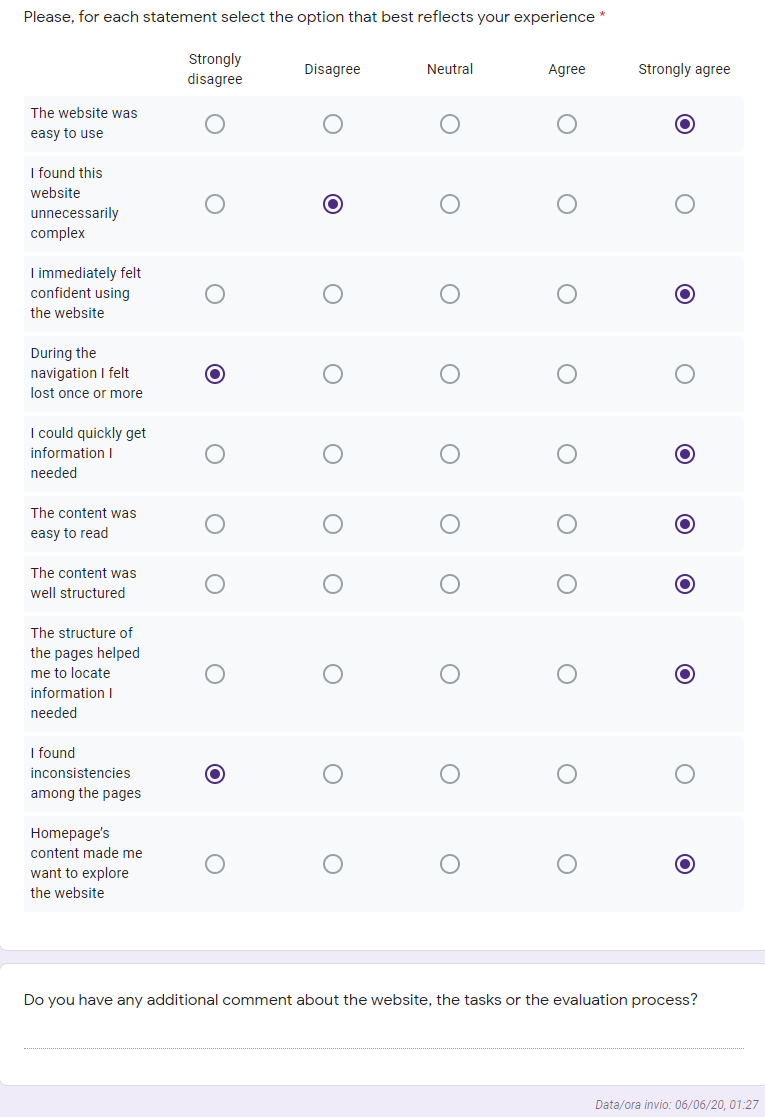 Please, for each statement select the option that best reflects your experience *
Strongly
disagree
Disagree
Neutral
Agree
Strongly agree
The website was
easy to use
I found this
website
unnecessarily
complex
I immediately felt
confident using
the website
During the
navigation I felt
lost once or more
I could quickly get
information I
needed
The content was
easy to read
The content was
well structured
The structure of
the pages helped
me to locate
information I
needed
I found
inconsistencies
among the pages
Homepage's
content made me
want to explore
the website
Do you have any additional comment about the website, the tasks or the evaluation process?
Data/ora invio: 06/06/20, 01:27